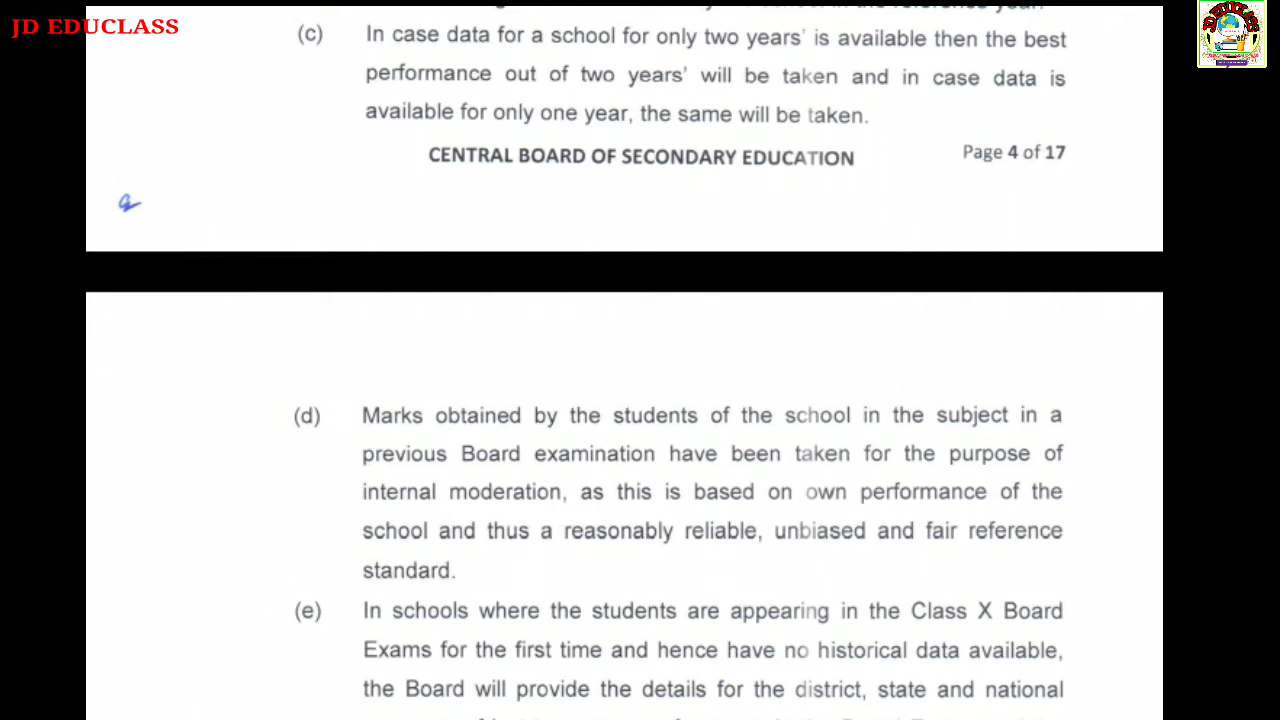 JD EDUCLASS
(c) In case data for a school for only two years' is available then the best
performance out of two years' will be taken and in case data is
available for only one year, the same will be taken.
CENTRAL BOARD OF SECONDARY EDUCATION Page 4 of 17
(d) Marks obtained by the students of the school in the subject in a
previous Board examination have been taken for the purpose of
internal moderation, as this is based on own performance of the
school and thus a reasonably reliable, unbiased and fair reference
standard.
(e) In schools where the students are appearing in the Class X Board
Exams for the first time and hence have no historical data available,
the Board will provide the details for the district, state and national